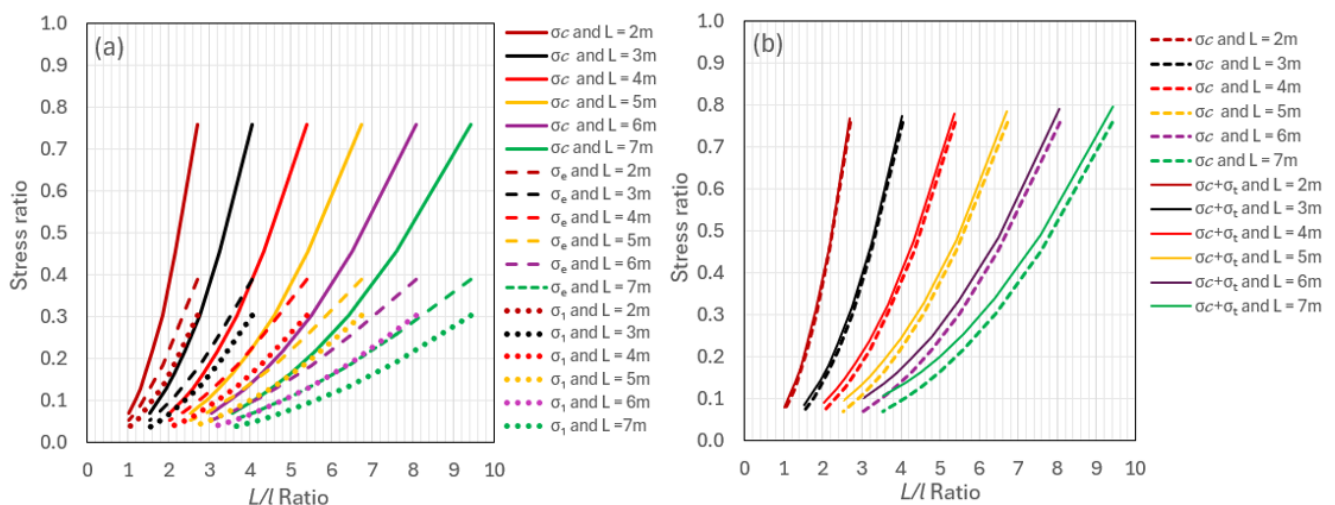 (a)
Stress ratio
1.0
0.9
0.8
0.7
0.6
0.5
0.4
0.3
0.2
0.1
0.0
0 1 2 3 4 5 6 7 8 9 10
L/l Ratio
σc and L = 2m
σc and L = 3m
σc and L = 4m
σc and L = 5m
σc and L = 6m
σc and L = 7m
σe and L = 2m
σe and L = 3m
σe and L = 4m
σe and L = 5m
σe and L = 6m
σe and L = 7m
σ1 and L = 2m
σ1 and L = 3m
σ1 and L = 4m
σ1 and L = 5m
σ1 and L = 6m
σ1 and L =7m
(b)
Stress ratio
1.0
0.9
0.8
0.7
0.6
0.5
0.4
0.3
0.2
0.1
0.0
0 1 2 3 4 5 6 7 8 9 10
L/l Ratio
σc and L = 2m
σc and L = 3m
σc and L = 4m
σc and L = 5m
σc and L = 6m
σc and L = 7m
σc+σt and L = 2m
σc+σt and L = 3m
σc+σt and L = 4m
σc+σt and L = 5m
σc+σt and L = 6m
σc+σt and L = 7m